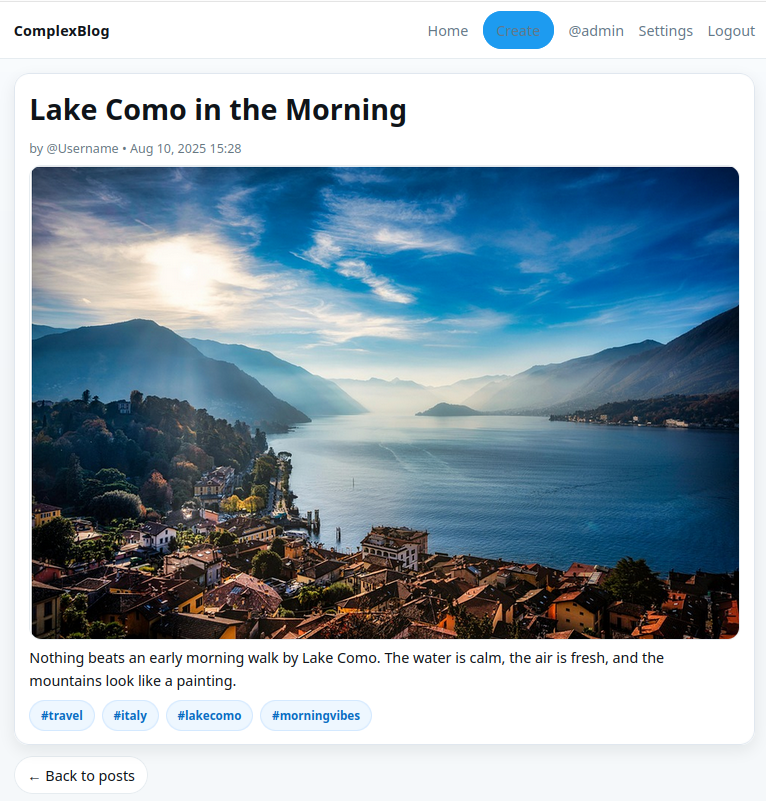 ComplexBlog
Home Create @admin Settings Logout
Lake Como in the Morning
by @Username • Aug 10, 2025 15:28
Nothing beats an early morning walk by Lake Como. The water is calm, the air is fresh, and the
mountains look like a painting.
#travel #italy #lakecomo #morningvibes
← Back to posts